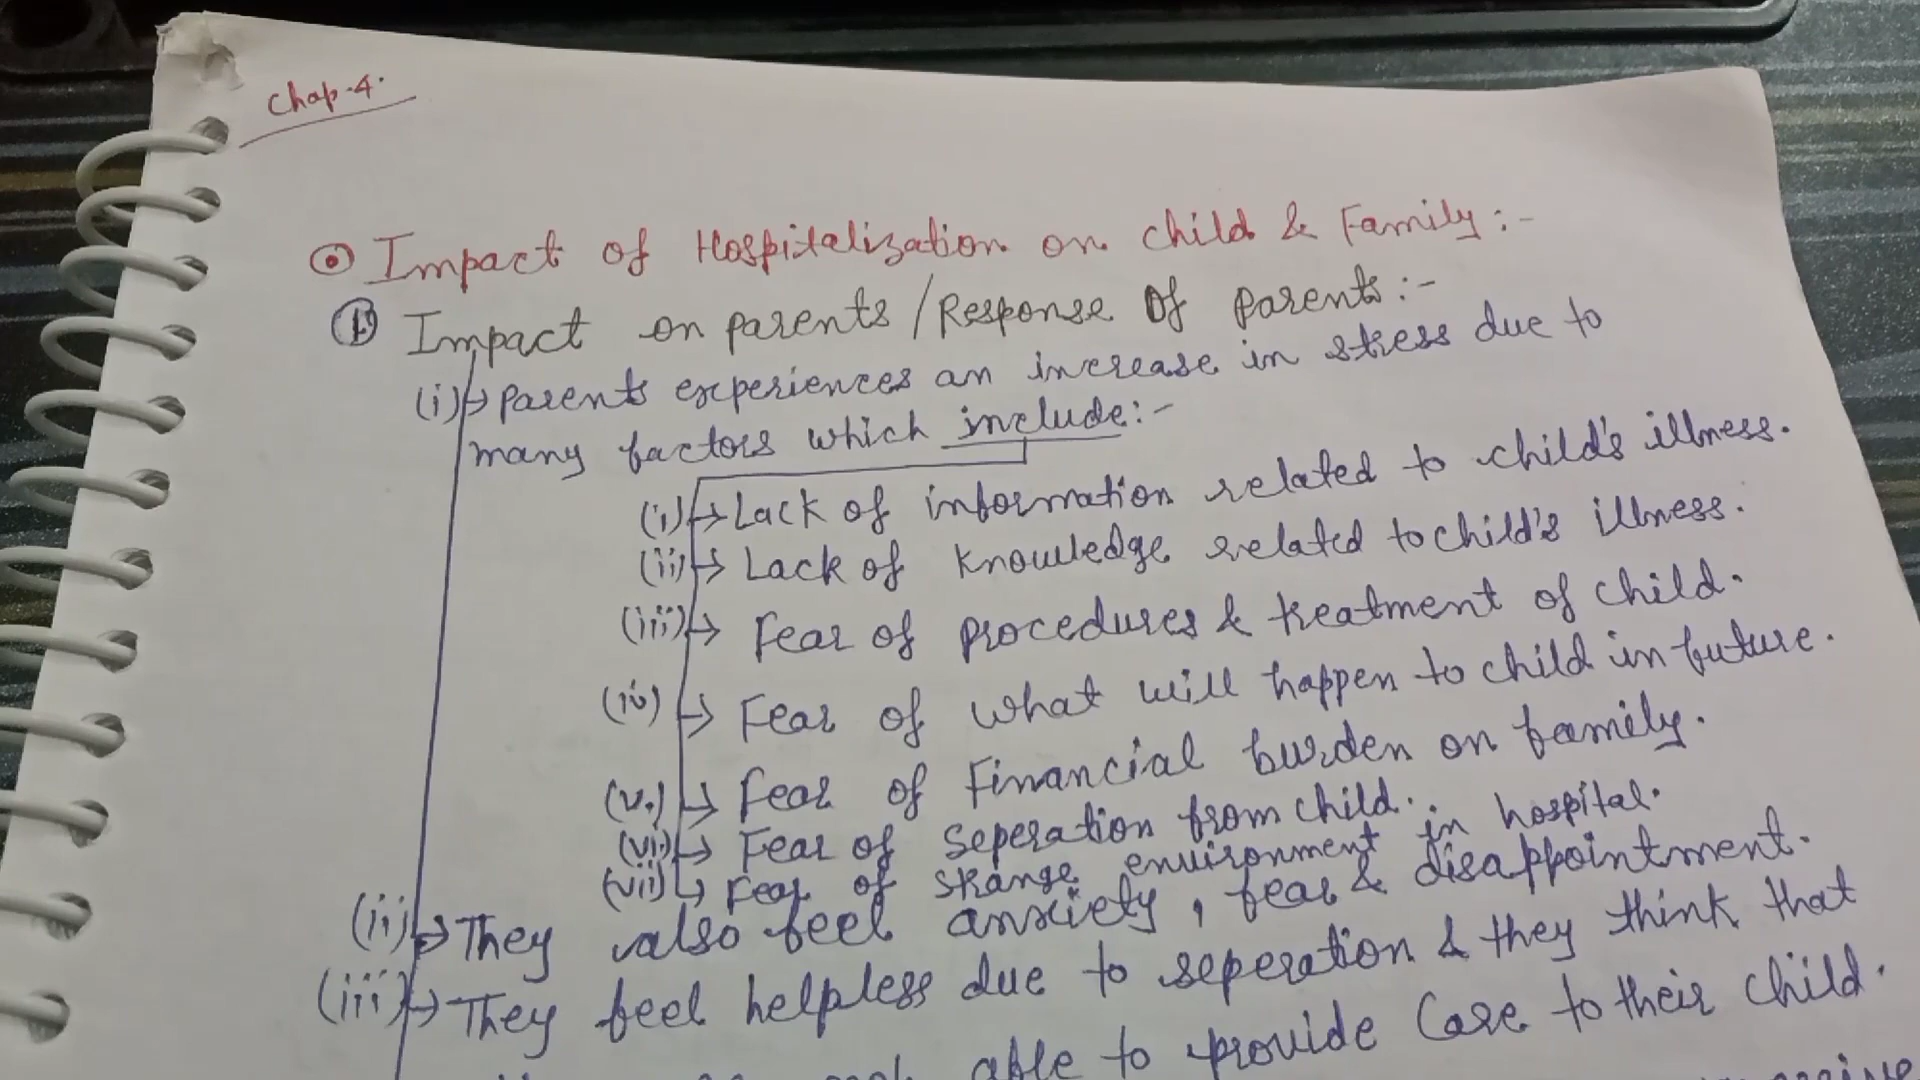 Chap-4.
Impact of Hospitalization on child & Family:-
1) Impact on parents/Response of parents:-
(i)→ parents experiences an increase in stress due to
many factors which include:-
(i)→ Lack of information related to child's illness.
(ii)→ Lack of knowledge related to child's illness.
(iii)→ Fear of procedures & treatment of child.
(iv)→ Fear of what will happen to child in future.
(v.)→ Fear of Financial burden on family.
(vi)→ Fear of seperation from child.
(vii)→ Fear of strange environment in hospital.
(ii)→ They also feel anxiety, fear & disappointment.
(iii)→ They feel helpless due to seperation & they think that
able to provide Care to their child.